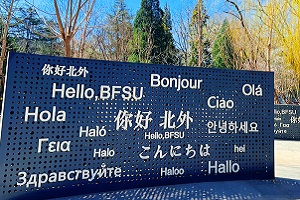 你好北外
Bonjour
Hello,BFSU
Olá
Ciao
Hola
你好 北外
Haló
Hello,BFSU
안녕하세요
Γεια
Halo
こんにちは
hei
Здравствуйте
Haloo
Hallo